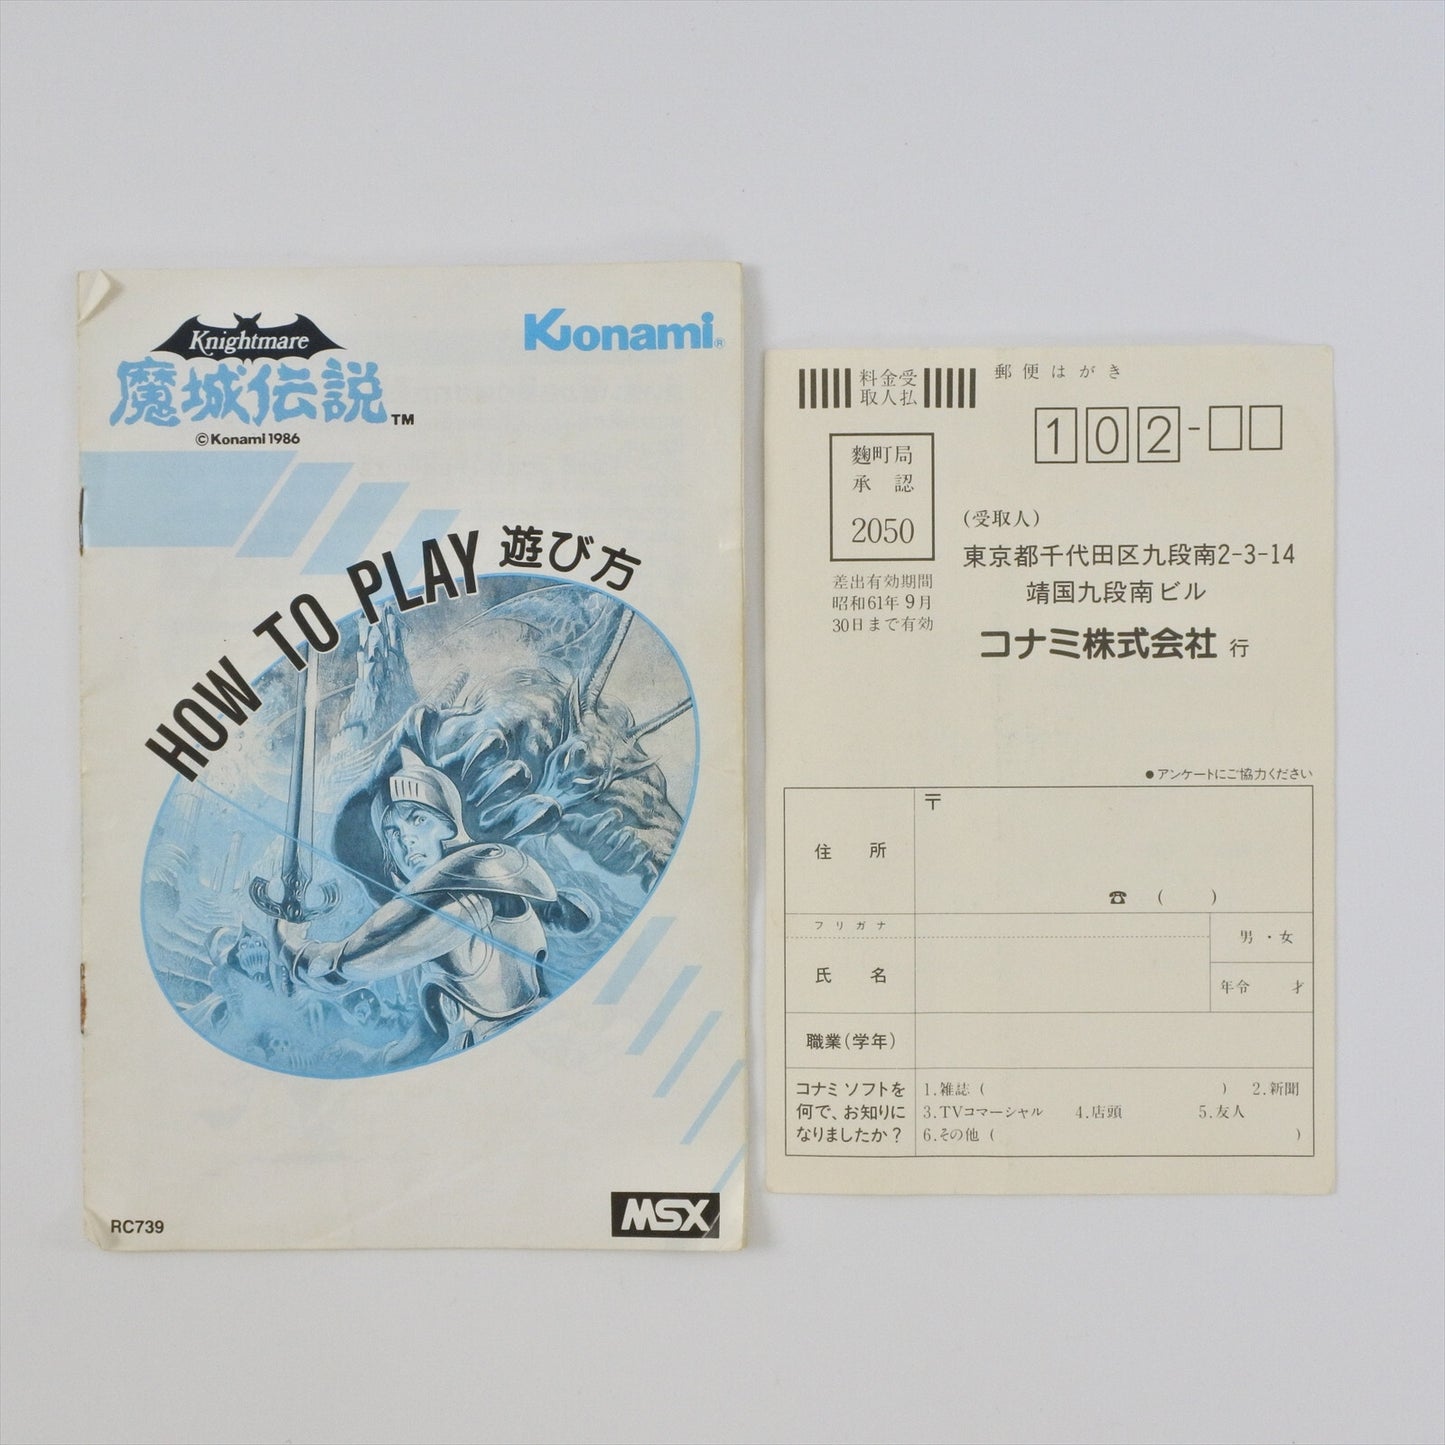 Knightmare
魔城伝説™
©Konami 1986
Konami®
HOW TO PLAY 遊び方
RC739
MSX
料金受
取人払
郵便はがき
102-
麴町局
承認
2050
差出有効期間
昭和61年9月
30日まで有効
(受取人)
東京都千代田区九段南2-3-14
靖国九段南ビル
コナミ株式会社 行
●アンケートにご協力ください
住所
〒
☎ ( )
フリガナ
氏名
男・女
年令 才
職業(学年)
コナミソフトを
何で、お知りに
なりましたか？
1.雑誌 ( ) 2.新聞
3.TVコマーシャル 4.店頭 5.友人
6.その他 ( )